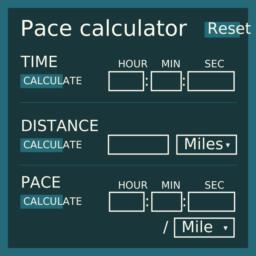 Pace calculator Reset
TIME HOUR MIN SEC
CALCULATE : :
DISTANCE
CALCULATE Miles ▾
PACE HOUR MIN SEC
CALCULATE : :
/ Mile ▾